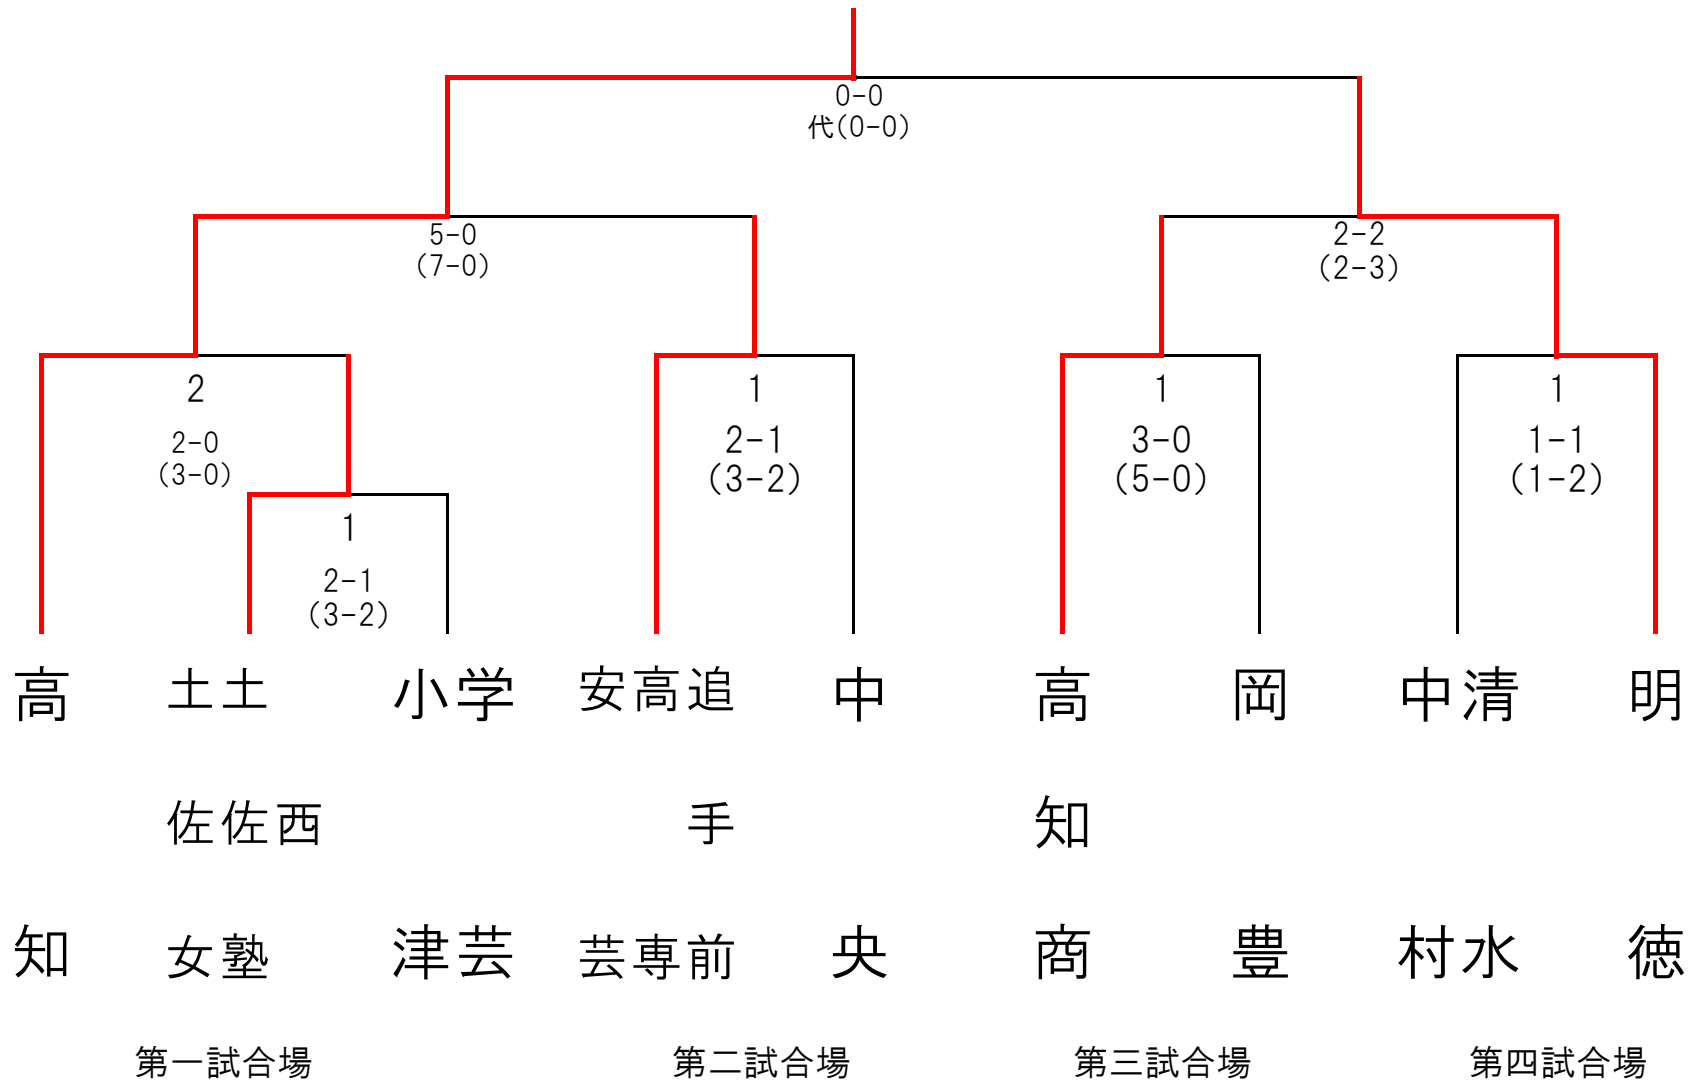 0-0
代(0-0)
5-0
(7-0)
2-2
(2-3)
2
2-0
(3-0)
1
2-1
(3-2)
1
3-0
(5-0)
1
1-1
(1-2)
1
2-1
(3-2)
高知
土佐女
土佐塾
西
小津
学芸
安芸
高専
追手前
中央
高知商
岡豊
中村
清水
明徳
第一試合場
第二試合場
第三試合場
第四試合場